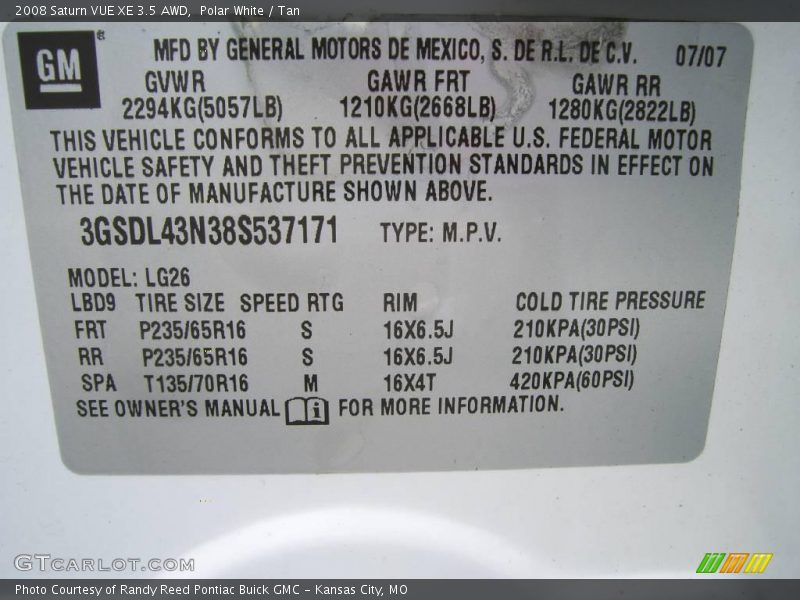 2008 Saturn VUE XE 3.5 AWD,  Polar White / Tan
GM
®
MFD BY GENERAL MOTORS DE MEXICO, S. DE R.L. DE C.V. 07/07
GVWR GAWR FRT GAWR RR
2294KG(5057LB) 1210KG(2668LB) 1280KG(2822LB)
THIS VEHICLE CONFORMS TO ALL APPLICABLE U.S. FEDERAL MOTOR
VEHICLE SAFETY AND THEFT PREVENTION STANDARDS IN EFFECT ON
THE DATE OF MANUFACTURE SHOWN ABOVE.
3GSDL43N38S537171 TYPE: M.P.V.
MODEL: LG26
LBD9 TIRE SIZE SPEED RTG RIM COLD TIRE PRESSURE
FRT P235/65R16 S 16X6.5J 210KPA(30PSI)
RR P235/65R16 S 16X6.5J 210KPA(30PSI)
SPA T135/70R16 M 16X4T 420KPA(60PSI)
SEE OWNER'S MANUAL i FOR MORE INFORMATION.
GTCARLOT.COM
Photo Courtesy of Randy Reed Pontiac Buick GMC – Kansas City, MO